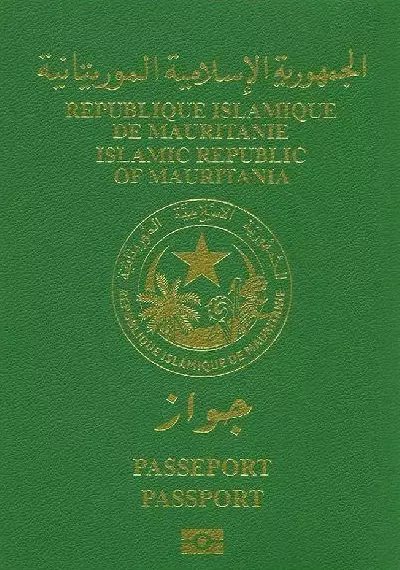 الجمهورية الإسلامية الموريتانية
REPUBLIQUE ISLAMIQUE
DE MAURITANIE
ISLAMIC REPUBLIC
OF MAURITANIA
الجمهورية الإسلامية الموريتانية
REPUBLIQUE ISLAMIQUE DE MAURITANIE
جواز
PASSEPORT
PASSPORT